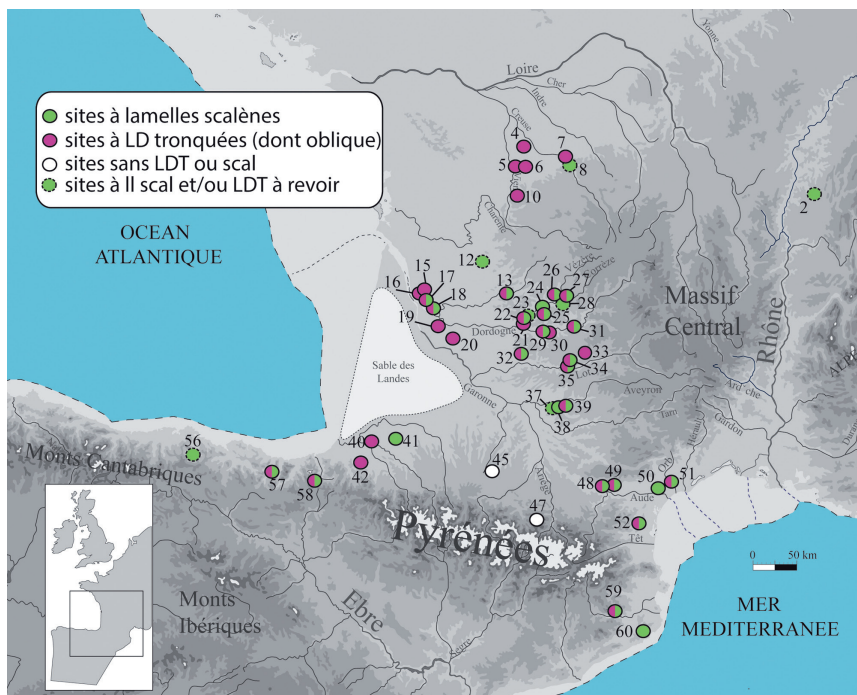 sites à lamelles scalènes
sites à LD tronquées (dont oblique)
sites sans LDT ou scal
sites à ll scal et/ou LDT à revoir
Loire
Cher
Indre
Creuse
Yonne
4
7
5
6
8
10
2
Charente
OCEAN
ATLANTIQUE
12
Vézère
Corrèze
15
16
17
18
13
26
27
24
28
23
22
25
31
Massif
Central
Rhône
19
Dordogne
20
21
29
30
33
32
34
Lot
35
Sable des
Landes
Garonne
Aveyron
37
39
38
Tarn
Gardon
Hérault
Orb
56
Monts Cantabriques
40
41
42
45
Ariège
57
58
48
49
50
51
Aude
47
52
Têt
Pyrénées
0
50 km
Monts
Ibériques
Ebre
59
60
MER
MEDITERRANEE